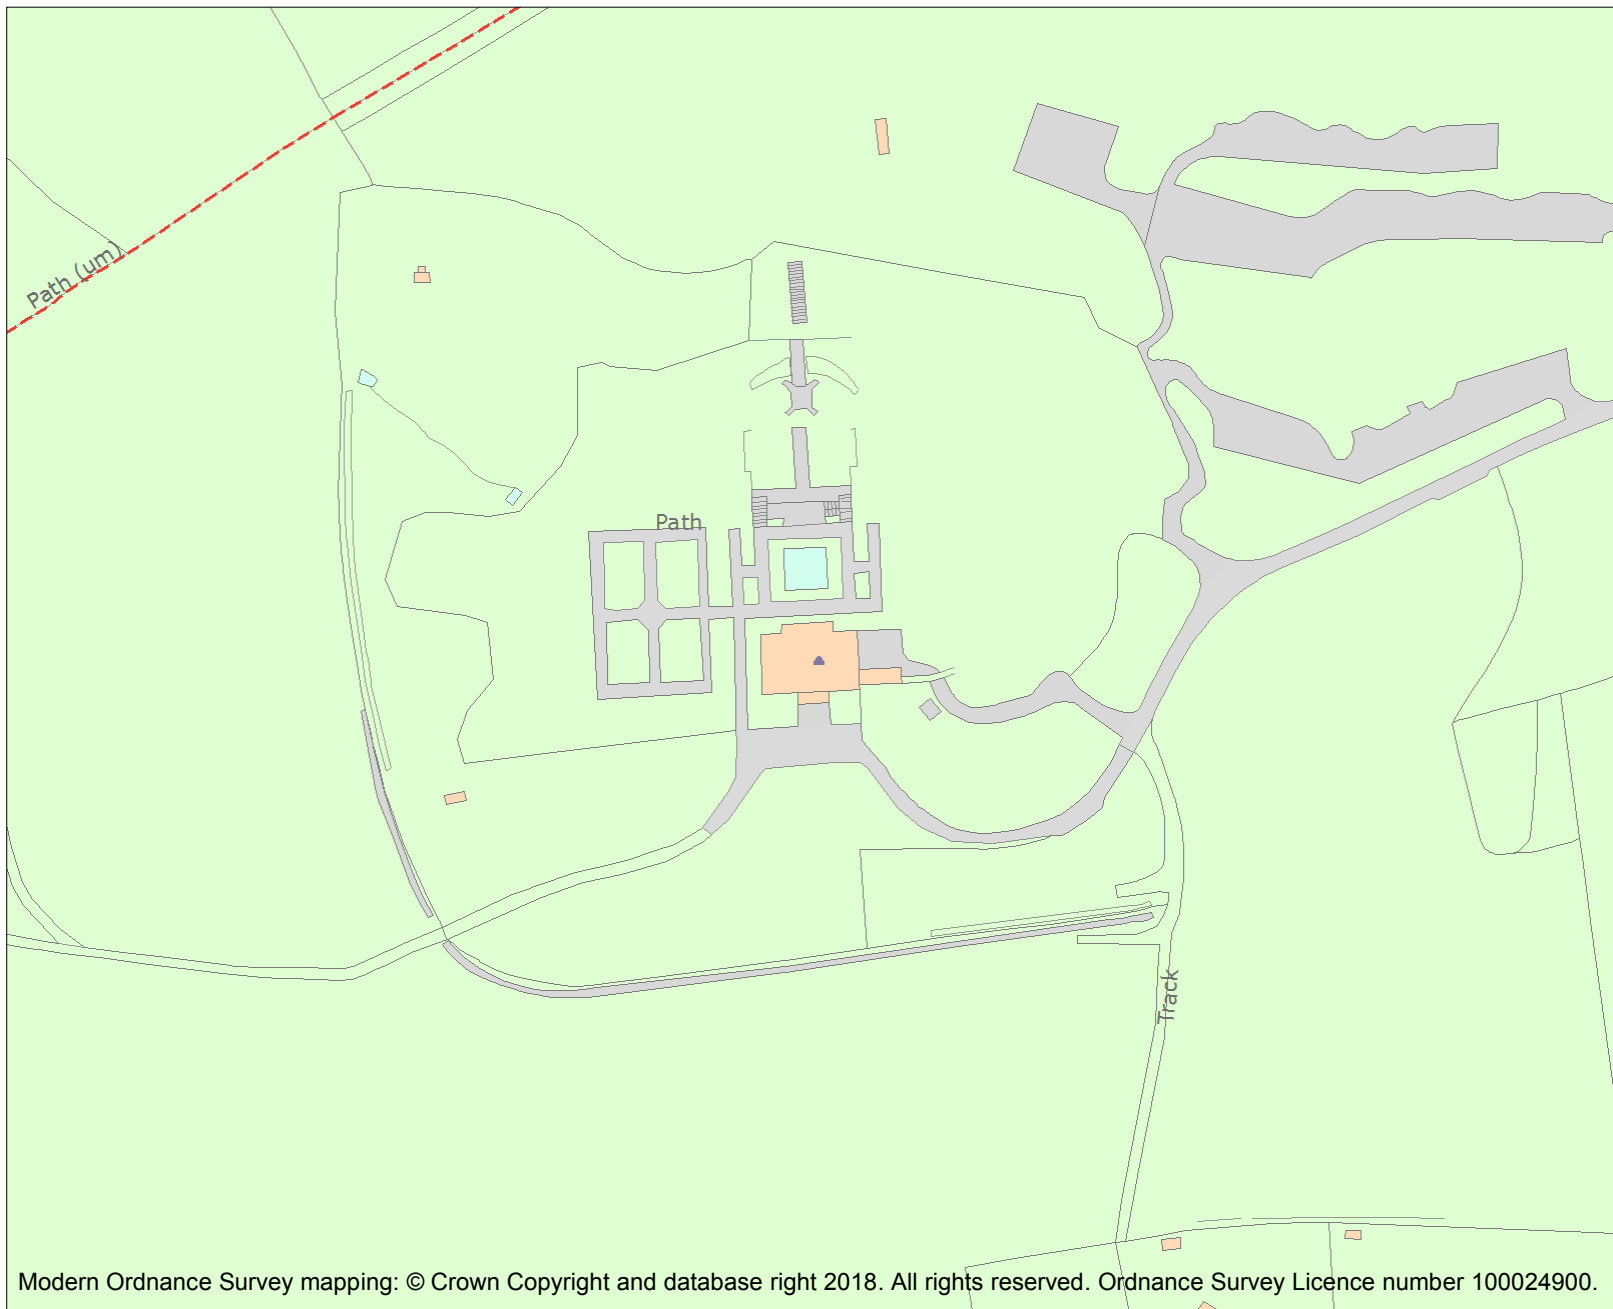 Path (um)
Path
Track
Modern Ordnance Survey mapping: © Crown Copyright and database right 2018. All rights reserved. Ordnance Survey Licence number 100024900.